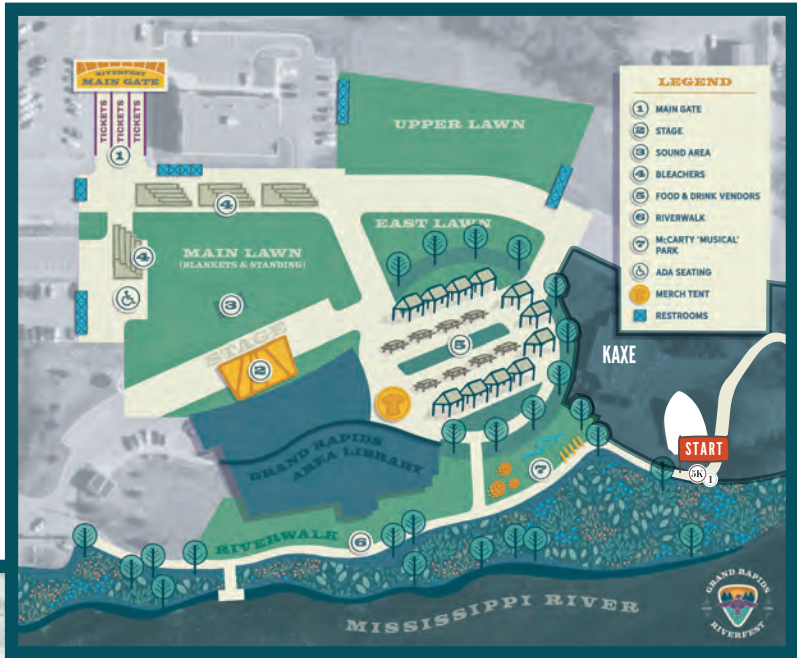 RIVERFEST
MAIN GATE
TICKETS
TICKETS
TICKETS
1
UPPER LAWN
LEGEND
1 MAIN GATE
2 STAGE
3 SOUND AREA
4 BLEACHERS
5 FOOD & DRINK VENDORS
6 RIVERWALK
7 McCARTY 'MUSICAL' PARK
ADA SEATING
MERCH TENT
RESTROOMS
4
EAST LAWN
4
MAIN LAWN
(BLANKETS & STANDING)
3
STAGE
2
5
KAXE
GRAND RAPIDS
AREA LIBRARY
7
START
5K
1
RIVERWALK
6
MISSISSIPPI RIVER
GRAND RAPIDS
RIVERFEST